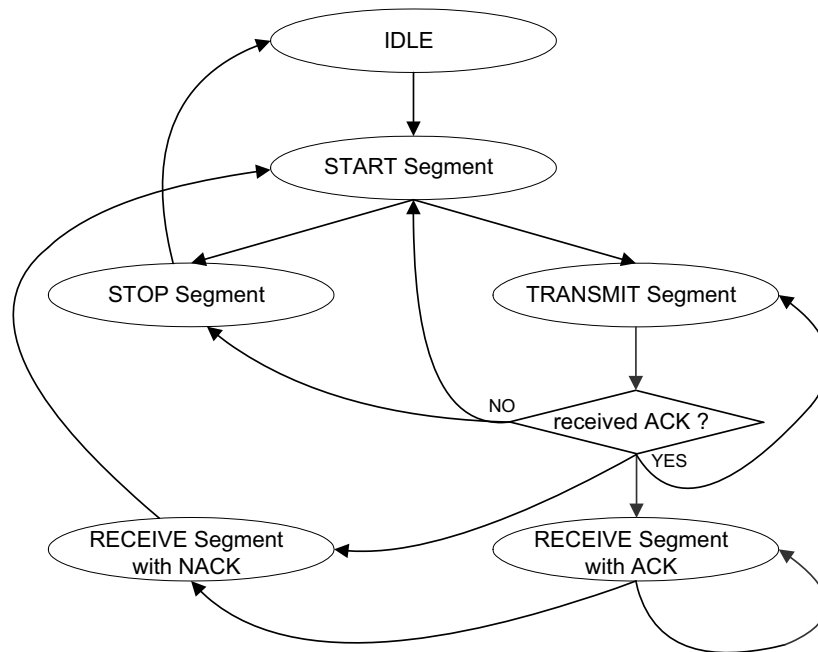 IDLE
START Segment
STOP Segment
TRANSMIT Segment
NO
received ACK ?
YES
RECEIVE Segment
with NACK
RECEIVE Segment
with ACK